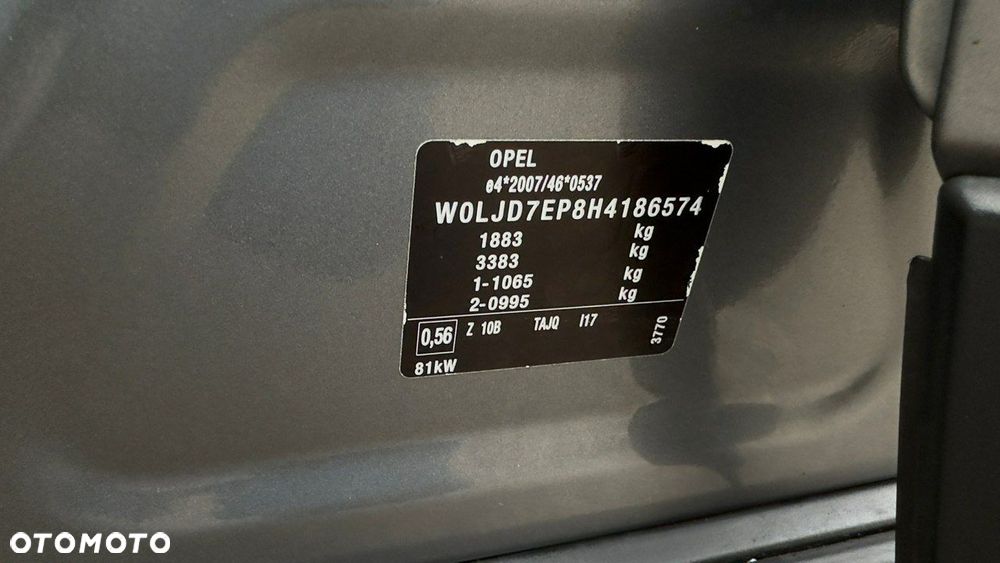 OPEL
e4*2007/46*0537
W0LJD7EP8H4186574
1883 kg
3383 kg
1-1065 kg
2-0995 kg
0,56 Z 10B TAJQ I17 3770
81kW
OTOMOTO